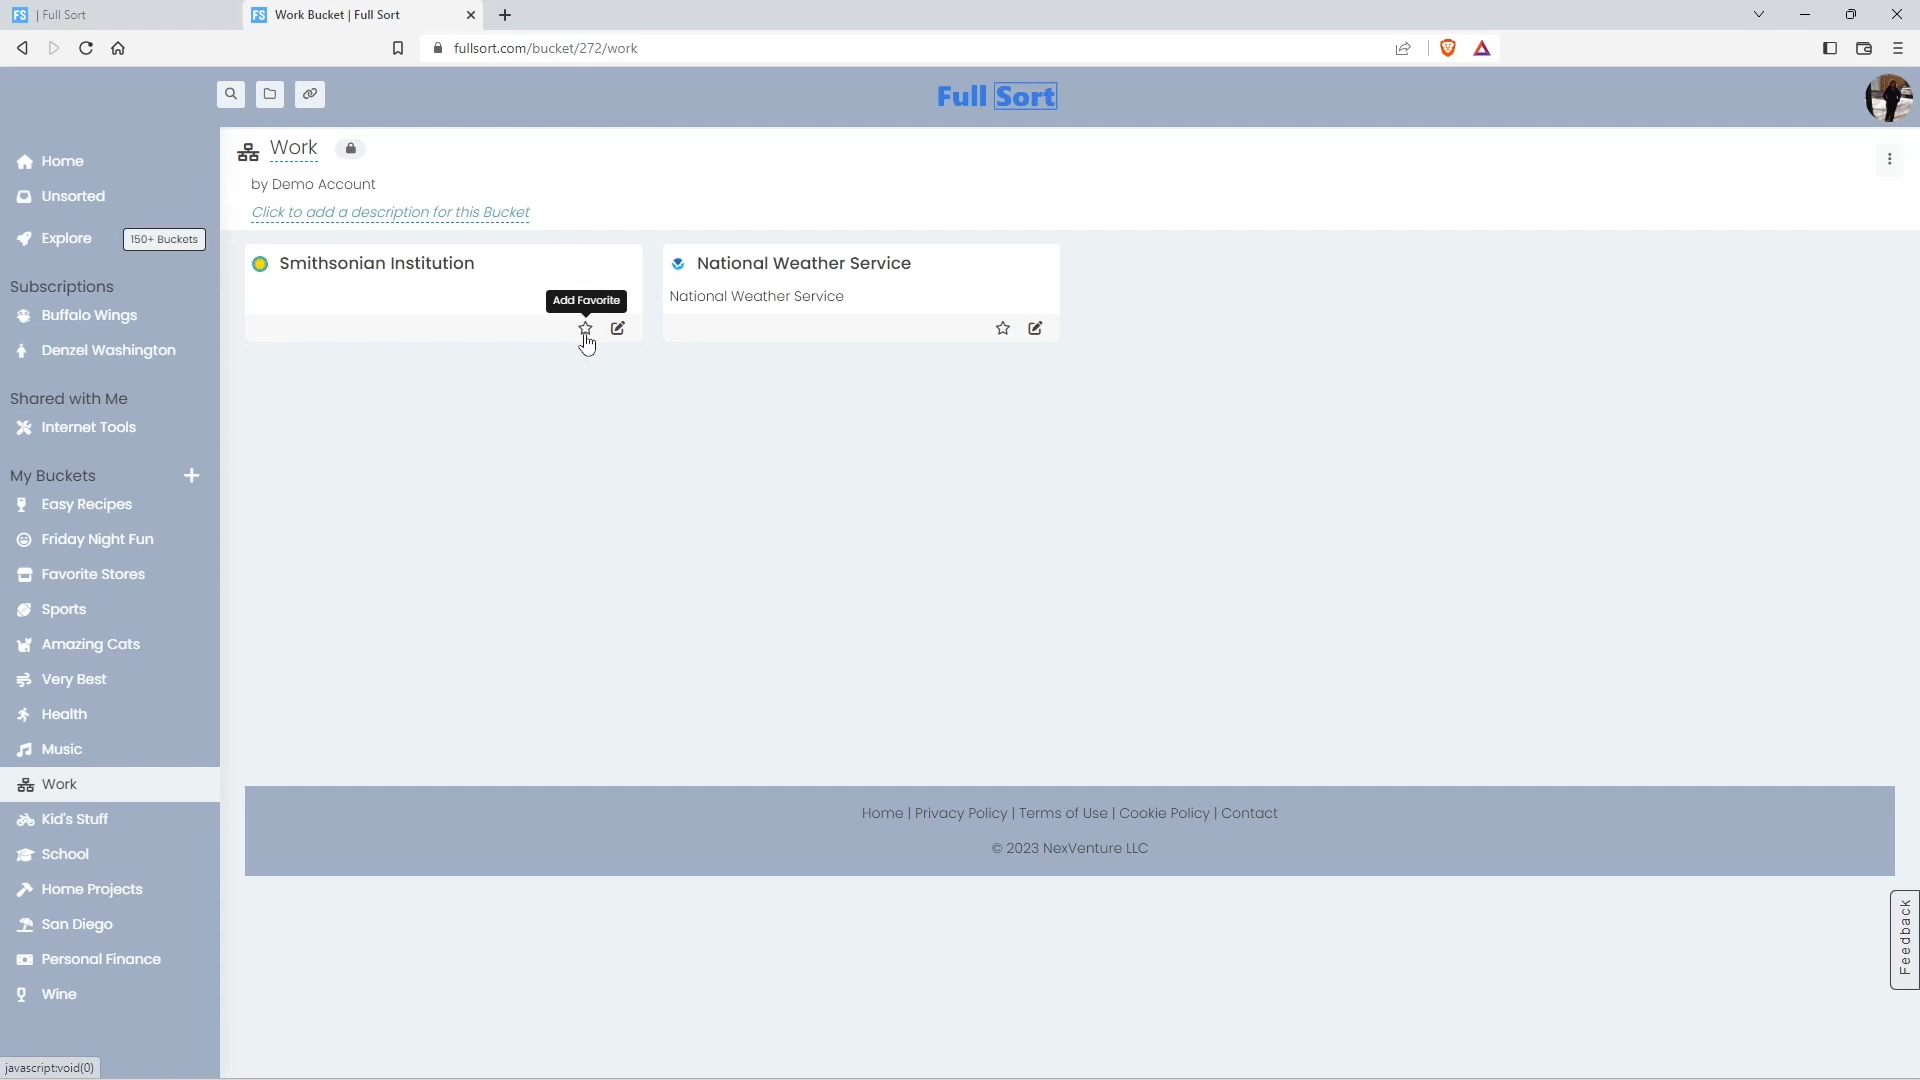 FS | Full Sort
FS Work Bucket | Full Sort
fullsort.com/bucket/272/work
Full Sort
Home
Unsorted
Explore 150+ Buckets
Subscriptions
Buffalo Wings
Denzel Washington
Shared with Me
Internet Tools
My Buckets
Easy Recipes
Friday Night Fun
Favorite Stores
Sports
Amazing Cats
Very Best
Health
Music
Work
Kid's Stuff
School
Home Projects
San Diego
Personal Finance
Wine
javascript:void(0)
Work
by Demo Account
Click to add a description for this Bucket
Smithsonian Institution
Add Favorite
National Weather Service
National Weather Service
Home | Privacy Policy | Terms of Use | Cookie Policy | Contact
© 2023 NexVenture LLC
Feedback